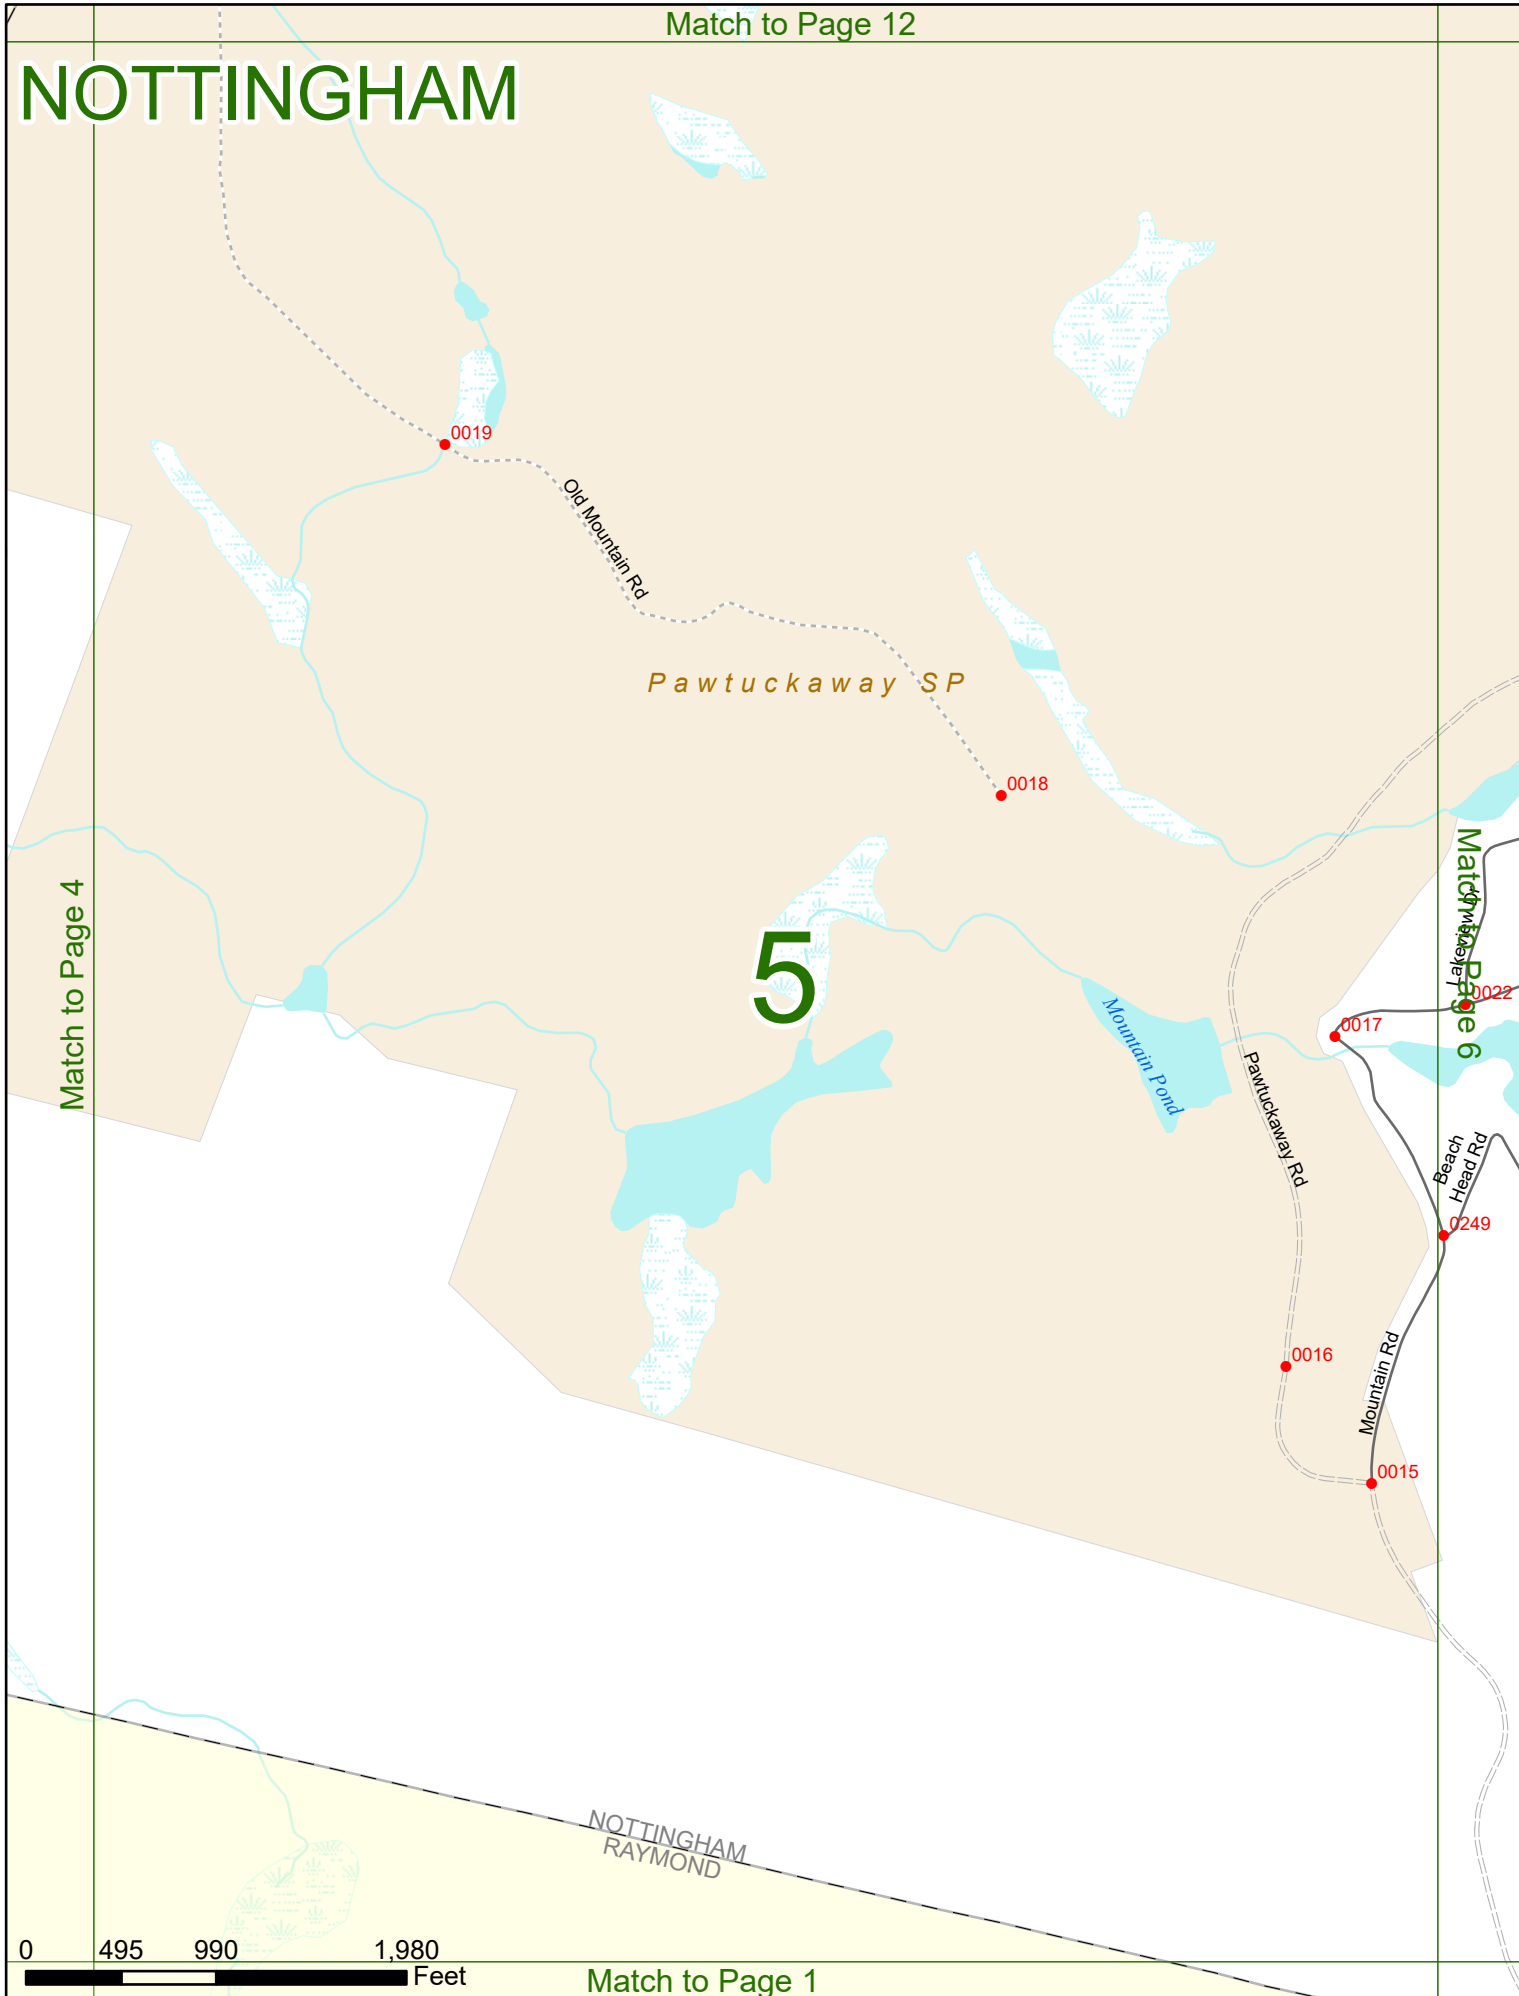 Match to Page 12
NOTTINGHAM
0019
Old Mountain Rd
Pawtuckaway SP
0018
Match to Page 4
5
Match to Page 6
Lakeview Dr
0022
0017
Mountain Pond
Pawtuckaway Rd
Beach
Head Rd
0249
Mountain Rd
0016
0015
NOTTINGHAM
RAYMOND
0 495 990 1,980
Feet
Match to Page 1